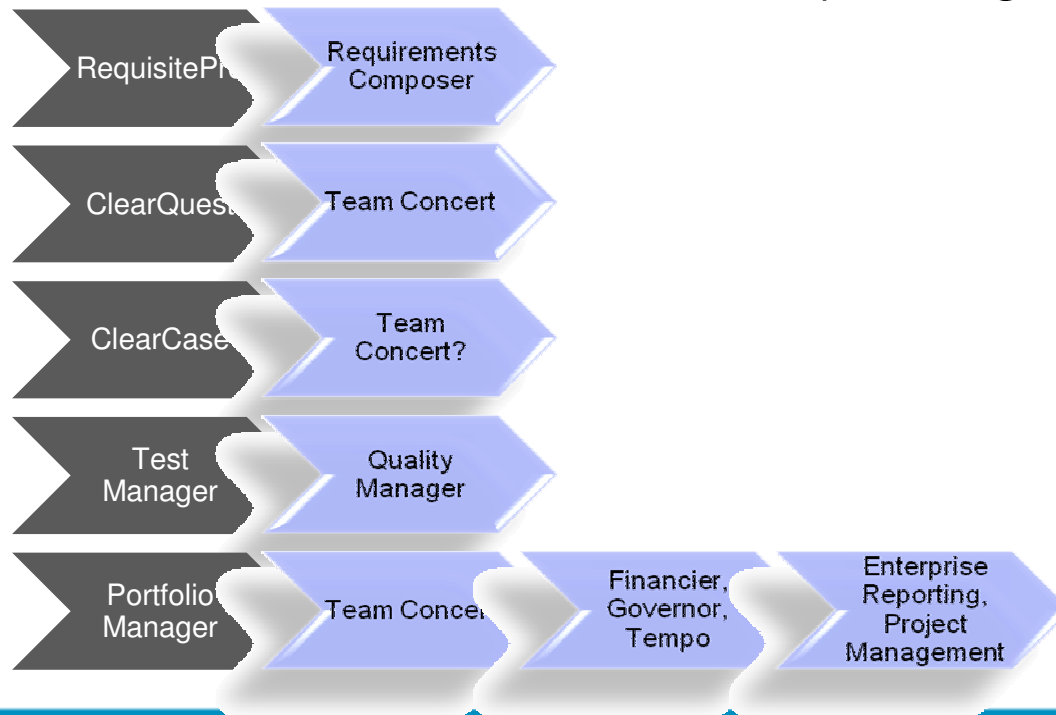 RequisitePr
Requirements
Composer
ClearQues
Team Concert
ClearCase
Team
Concert?
Test
Manager
Quality
Manager
Portfolio
Manager
Team Concer
Financier,
Governor,
Tempo
Enterprise
Reporting,
Project
Management